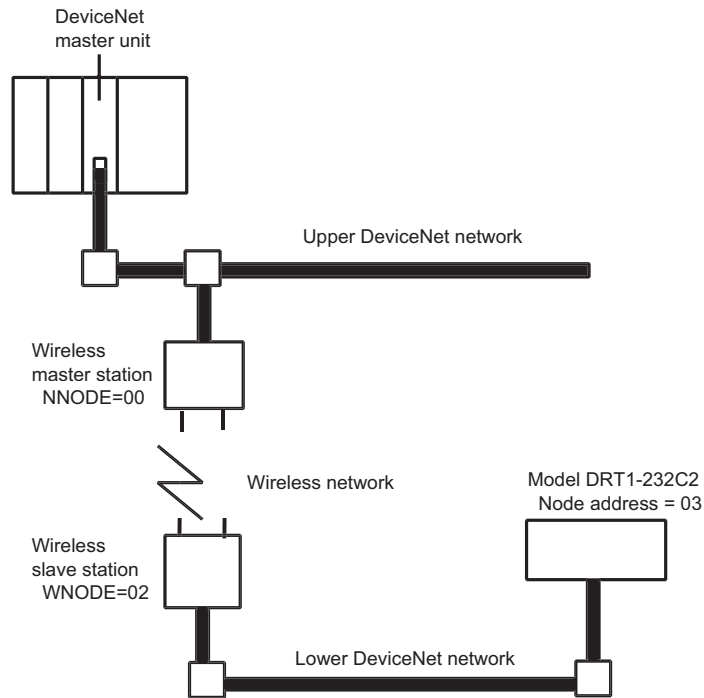 DeviceNet
master unit
Upper DeviceNet network
Wireless
master station
NNODE=00
Wireless network
Model DRT1-232C2
Node address = 03
Wireless
slave station
WNODE=02
Lower DeviceNet network